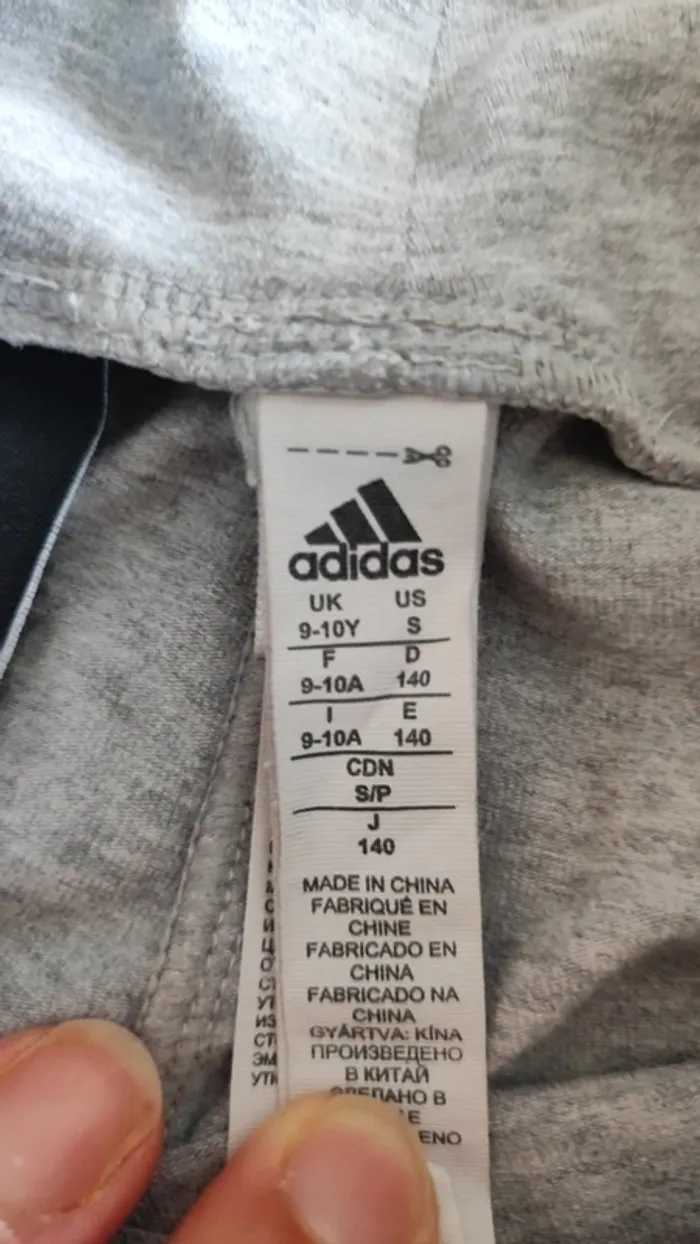 adidas
UK US
9-10Y S
F D
9-10A 140
I E
9-10A 140
CDN
S/P
J
140
MADE IN CHINA
FABRIQUÉ EN
CHINE
FABRICADO EN
CHINA
FABRICADO NA
CHINA
GYÁRTVA: KÍNA
ПРОИЗВЕДЕНО
В КИТАЙ
В